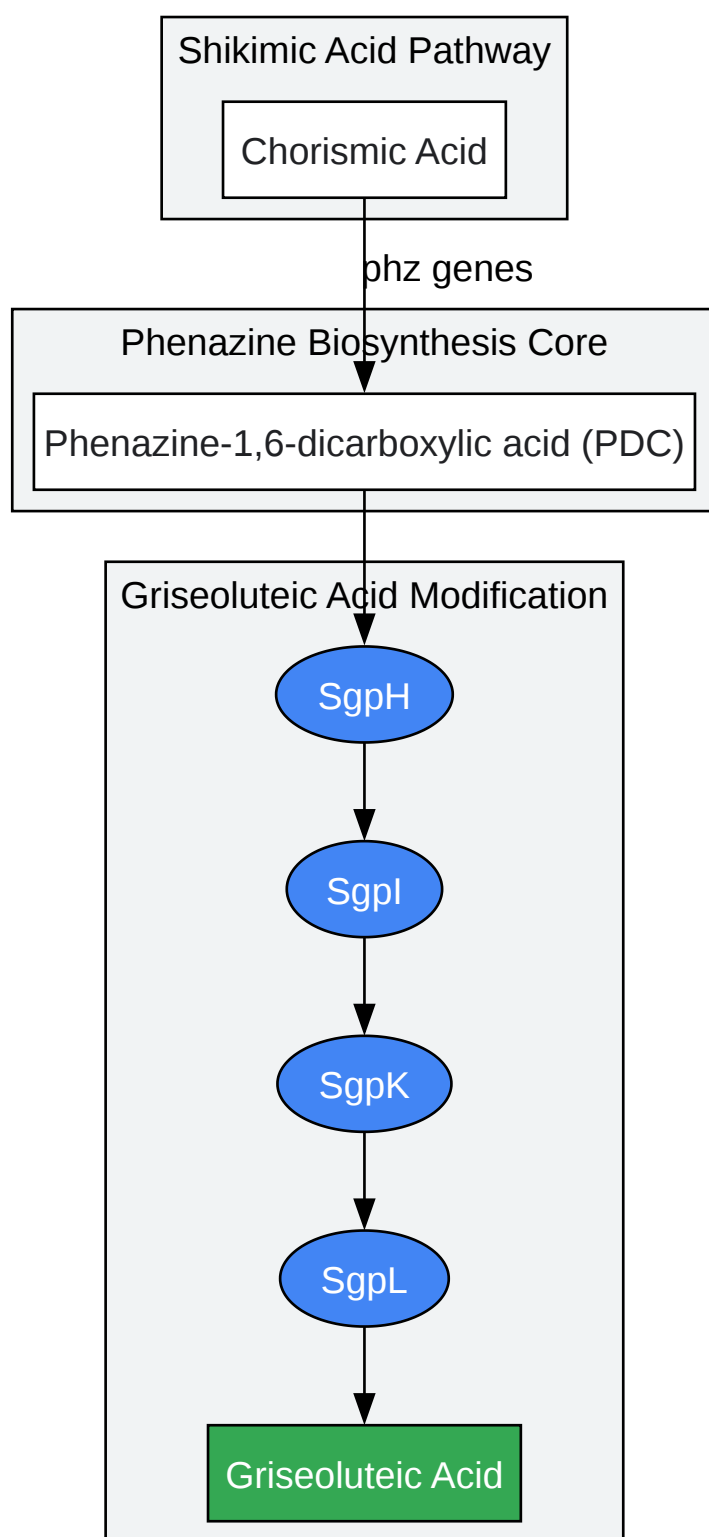 Shikimic Acid Pathway
Chorismic Acid
phz genes
Phenazine Biosynthesis Core
Phenazine-1,6-dicarboxylic acid (PDC)
Griseoluteic Acid Modification
SgpH
SgpI
SgpK
SgpL
Griseoluteic Acid